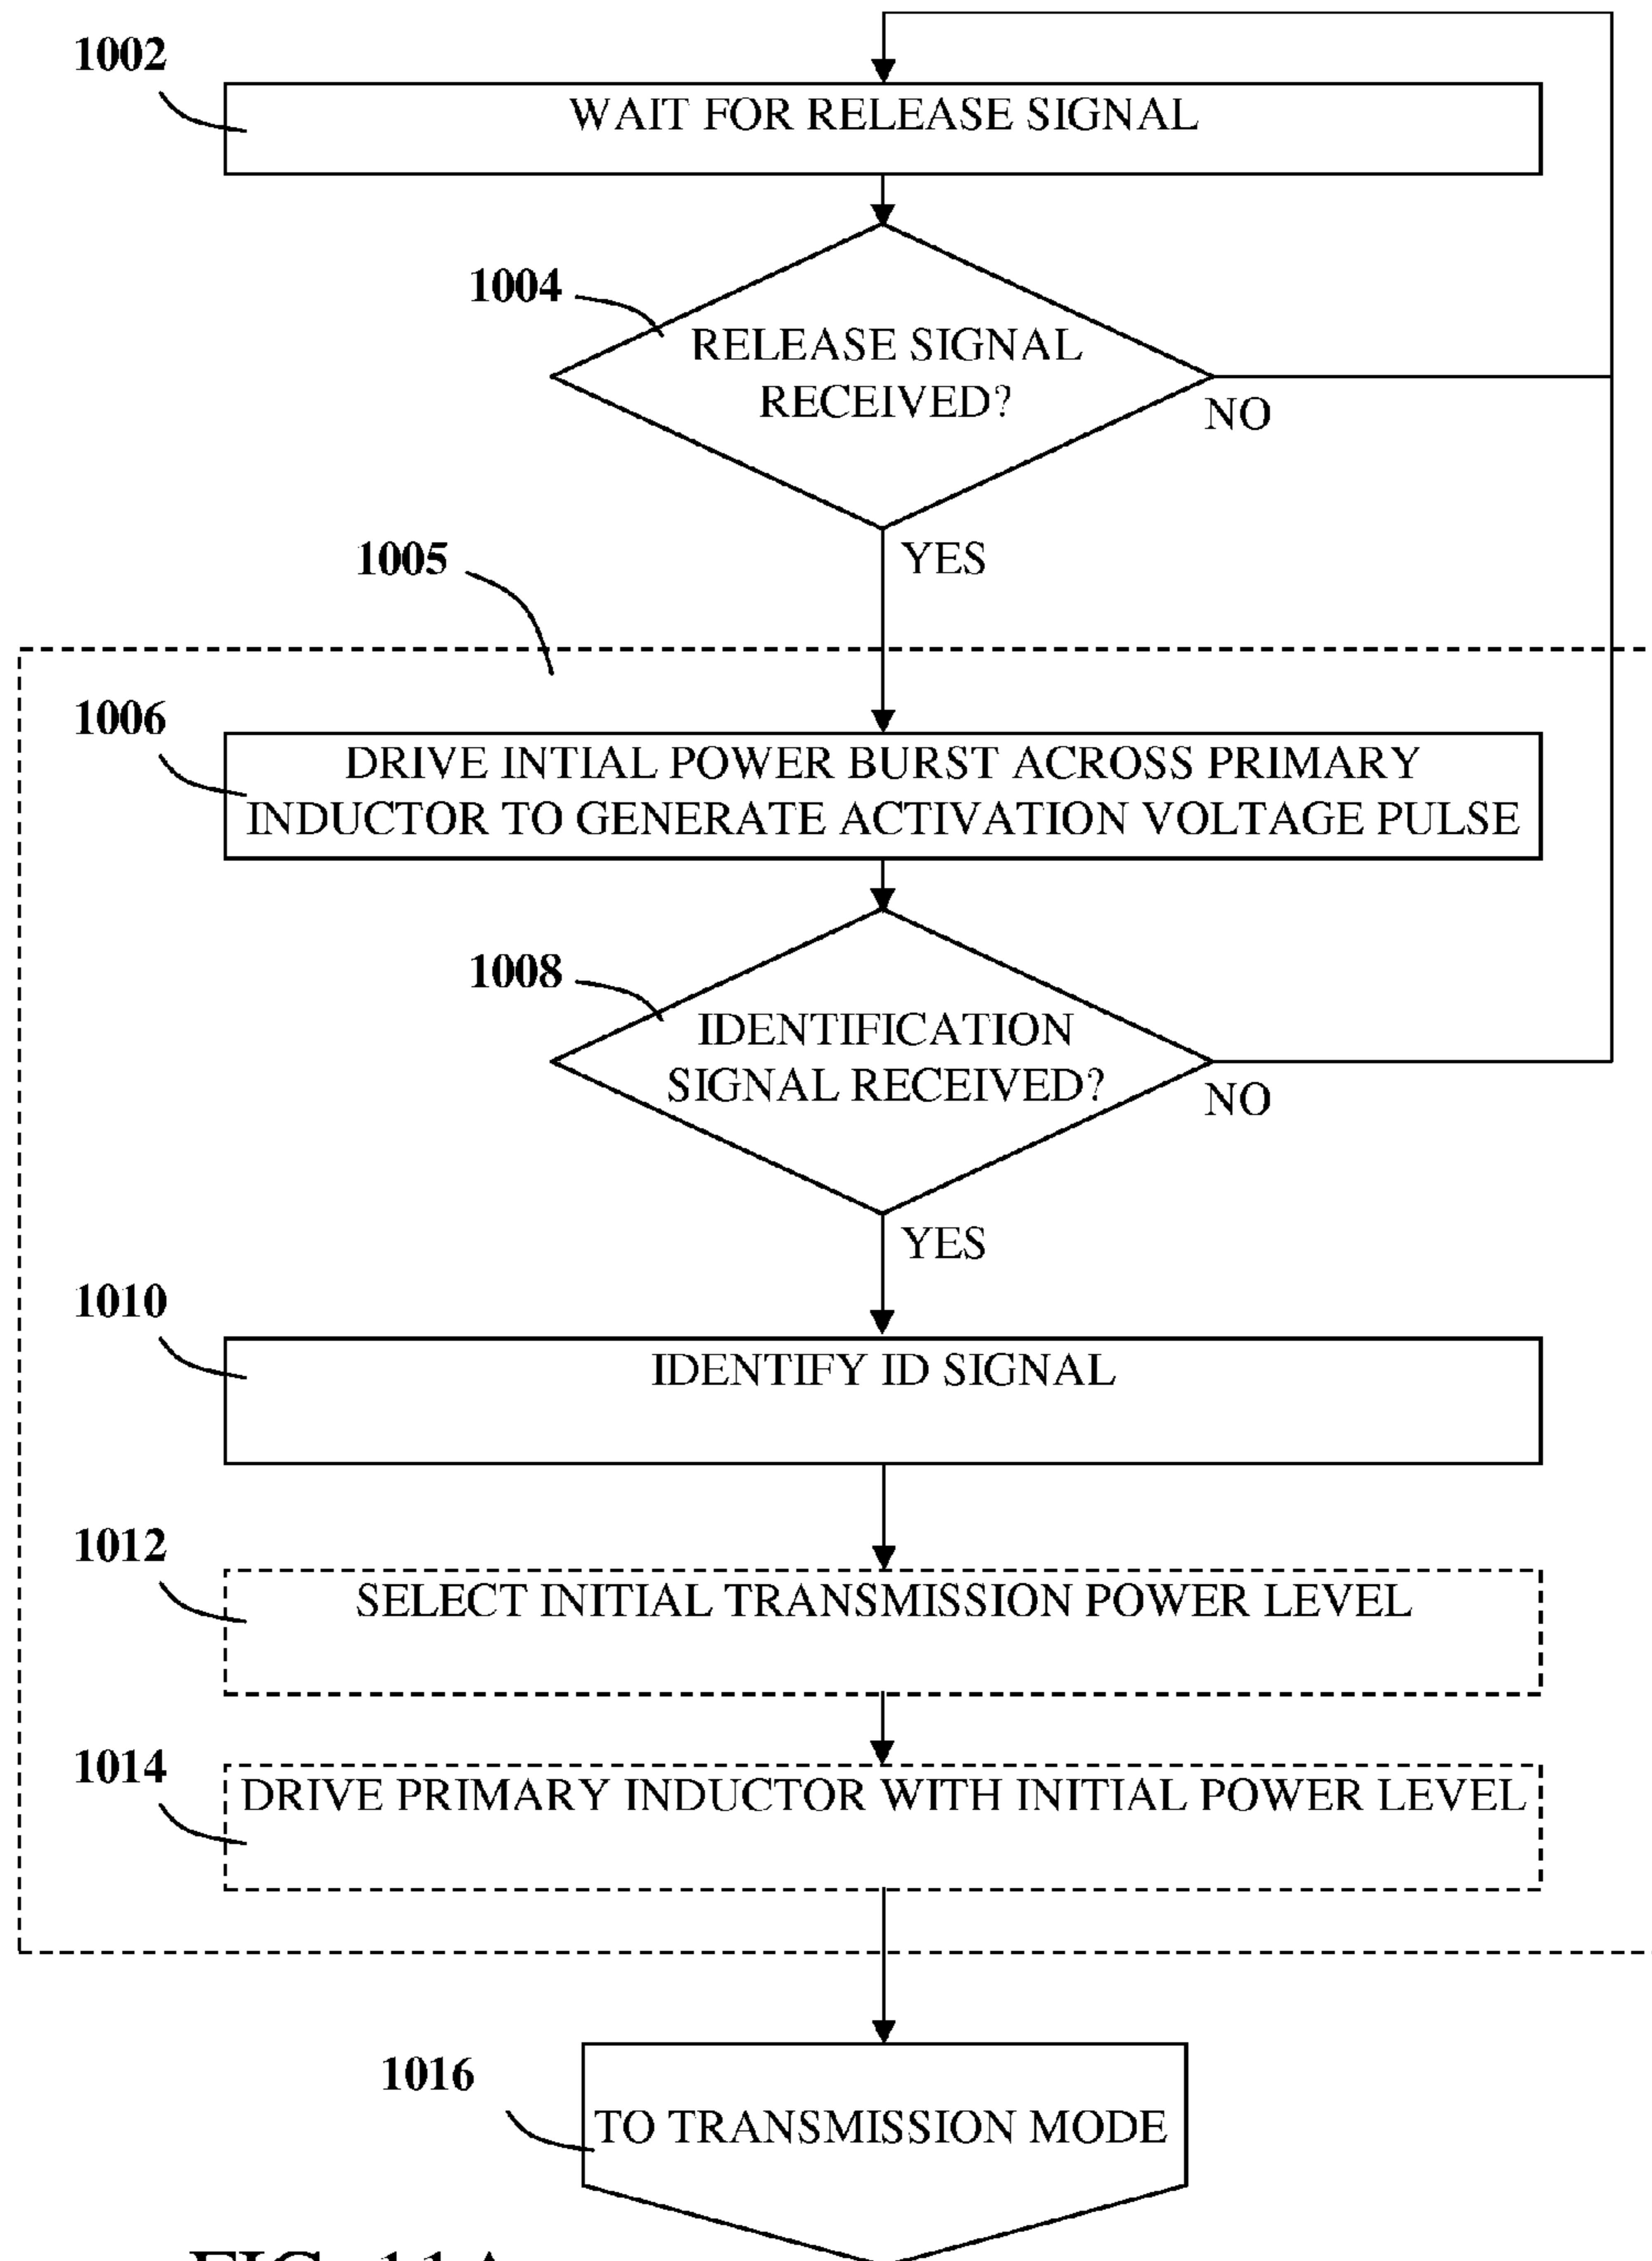 1002
WAIT FOR RELEASE SIGNAL
1004
RELEASE SIGNAL
RECEIVED?
NO
YES
1005
1006
DRIVE INTIAL POWER BURST ACROSS PRIMARY
INDUCTOR TO GENERATE ACTIVATION VOLTAGE PULSE
1008
IDENTIFICATION
SIGNAL RECEIVED?
NO
YES
1010
IDENTIFY ID SIGNAL
1012
SELECT INITIAL TRANSMISSION POWER LEVEL
1014
DRIVE PRIMARY INDUCTOR WITH INITIAL POWER LEVEL
1016
TO TRANSMISSION MODE
FIG. 11A